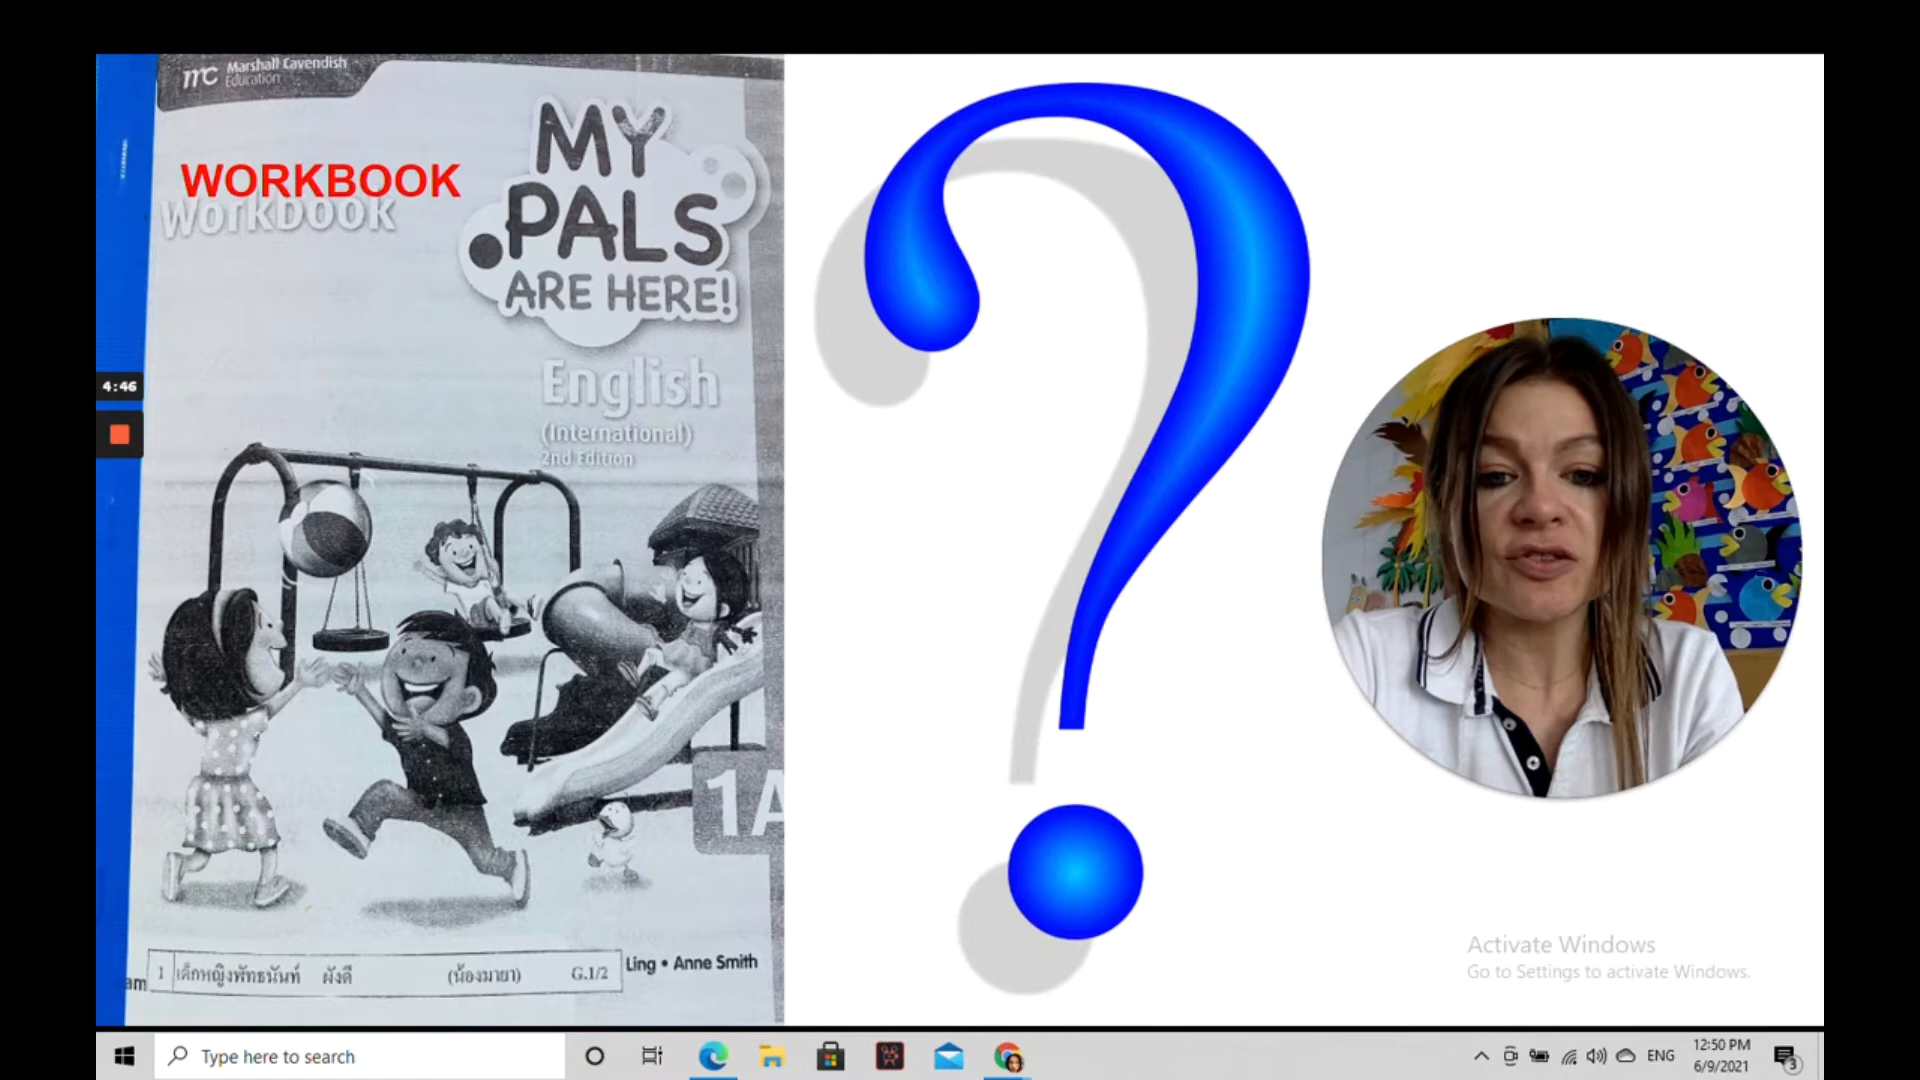 mc Marshall Cavendish
Education
WORKBOOK
Workbook
MY
PALS
ARE HERE!
English
(International)
2nd Edition
4:46
1A
1 เด็กหญิงพัทธนันท์ ผังดี (น้องมายา) G.1/2
Ling • Anne Smith
Activate Windows
Go to Settings to activate Windows.
Type here to search
ENG
12:50 PM
6/9/2021
3